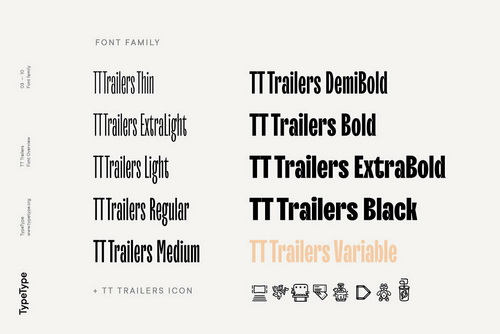 FONT FAMILY
TT Trailers Thin
TT Trailers ExtraLight
TT Trailers Light
TT Trailers Regular
TT Trailers Medium
+ TT TRAILERS ICON
TT Trailers DemiBold
TT Trailers Bold
TT Trailers ExtraBold
TT Trailers Black
TT Trailers Variable
Font family
TT Trailers
Font Overview
TypeType
www.typetype.org
TypeType